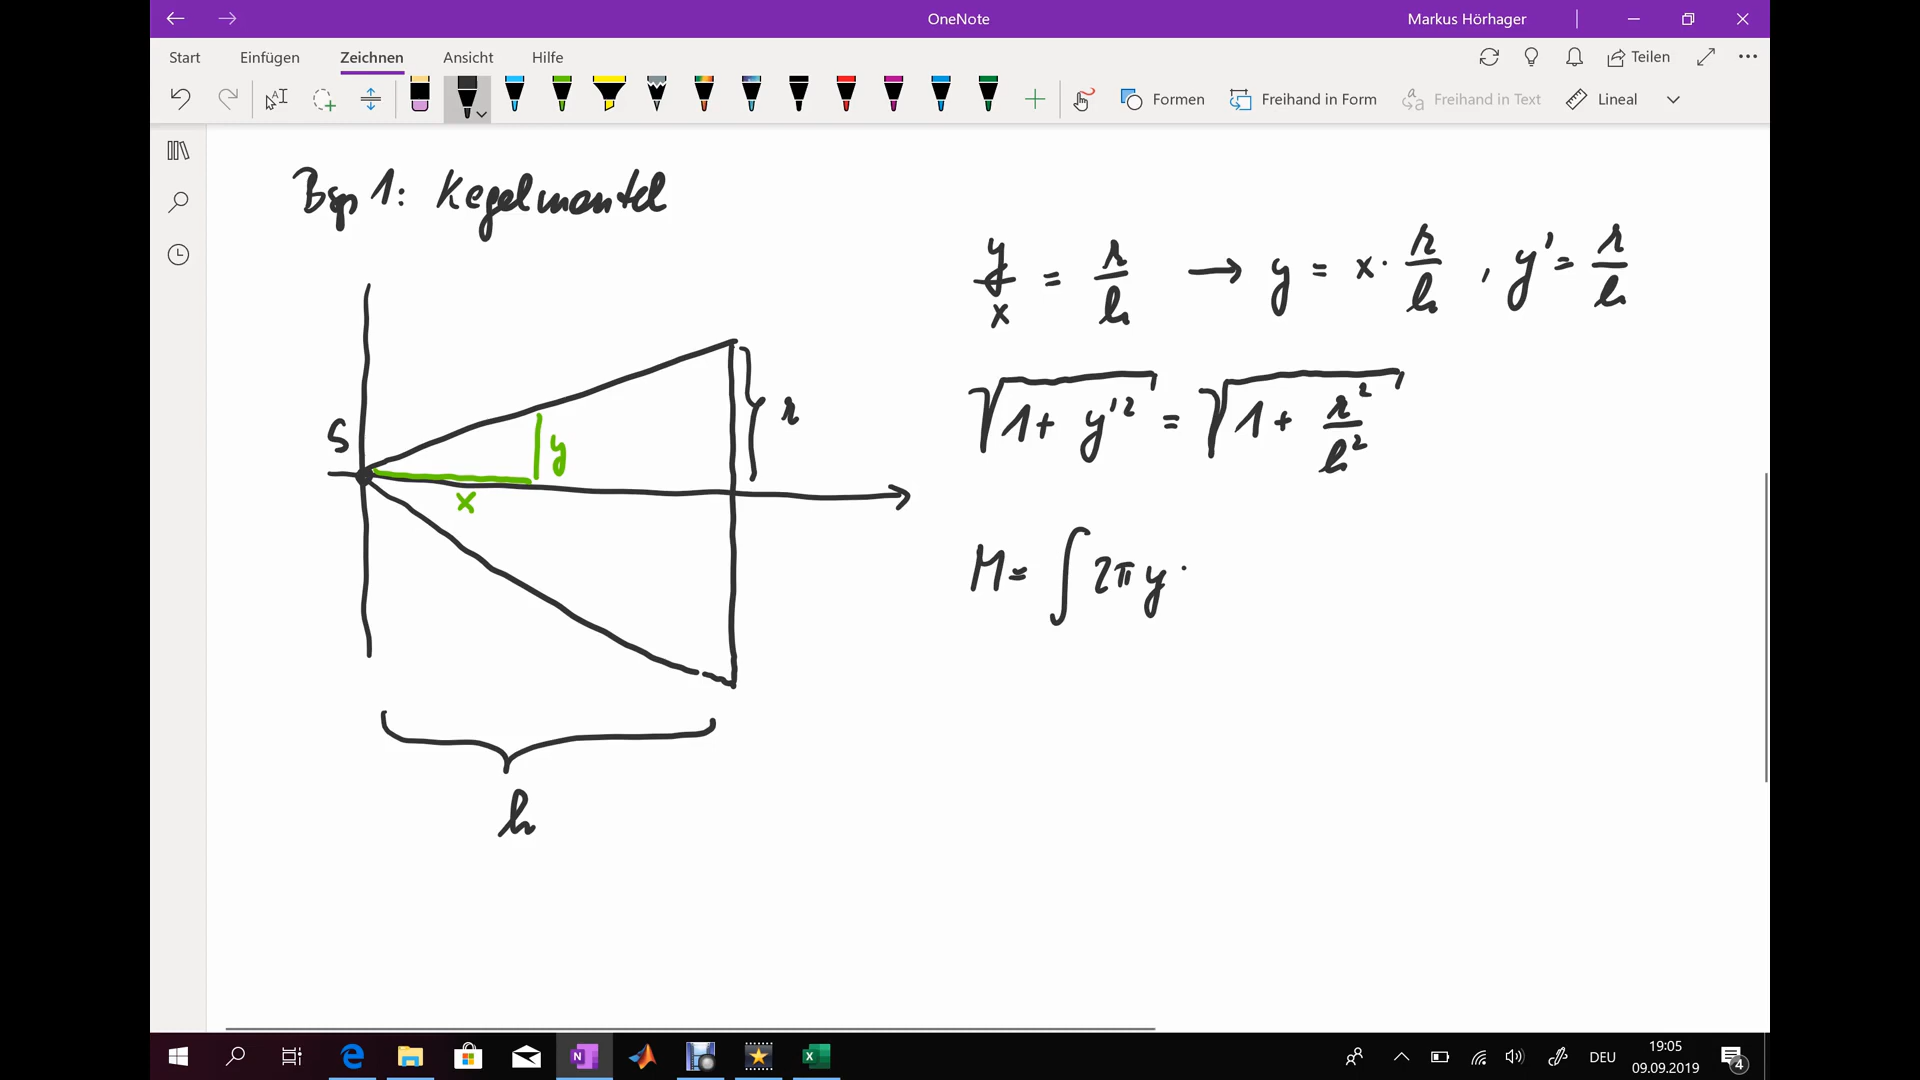 OneNote
Markus Hörhager
Start Einfügen Zeichnen Ansicht Hilfe
Teilen
Formen Freihand in Form Freihand in Text Lineal
Bsp 1: Kegelmantel
y/x = r/h → y = x · r/h , y' = r/h
√(1 + y'²) = √(1 + r²/h²)
M = ∫ 2π y ·
S
r
y
x
h
DEU
19:05
09.09.2019
4